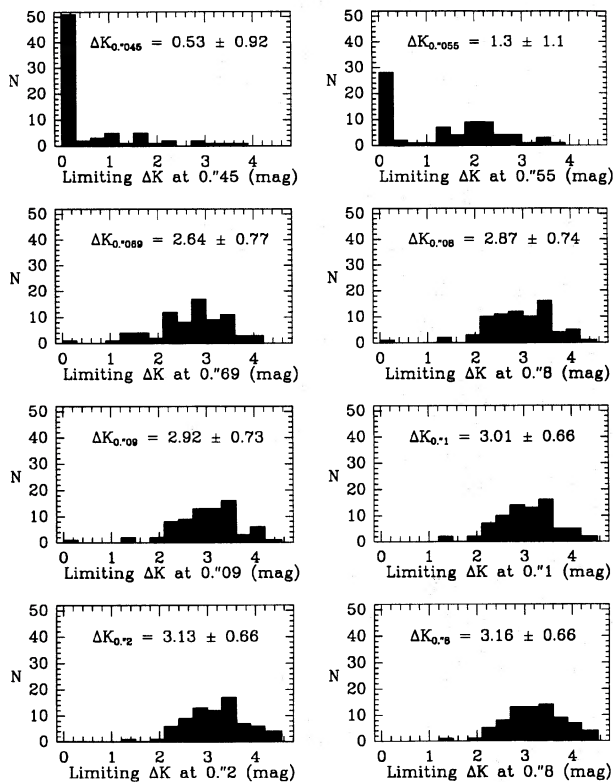 50
40
30
20
10
0
N
ΔK0."045 = 0.53 ± 0.92
0 1 2 3 4
Limiting ΔK at 0."45 (mag)
50
40
30
20
10
0
N
ΔK0."055 = 1.3 ± 1.1
0 1 2 3 4
Limiting ΔK at 0."55 (mag)
50
40
30
20
10
0
N
ΔK0."069 = 2.64 ± 0.77
0 1 2 3 4
Limiting ΔK at 0."69 (mag)
50
40
30
20
10
0
N
ΔK0."08 = 2.87 ± 0.74
0 1 2 3 4
Limiting ΔK at 0."8 (mag)
50
40
30
20
10
0
N
ΔK0."09 = 2.92 ± 0.73
0 1 2 3 4
Limiting ΔK at 0."09 (mag)
50
40
30
20
10
0
N
ΔK0."1 = 3.01 ± 0.66
0 1 2 3 4
Limiting ΔK at 0."1 (mag)
50
40
30
20
10
0
N
ΔK0."2 = 3.13 ± 0.66
0 1 2 3 4
Limiting ΔK at 0."2 (mag)
50
40
30
20
10
0
N
ΔK0."8 = 3.16 ± 0.66
0 1 2 3 4
Limiting ΔK at 0."8 (mag)